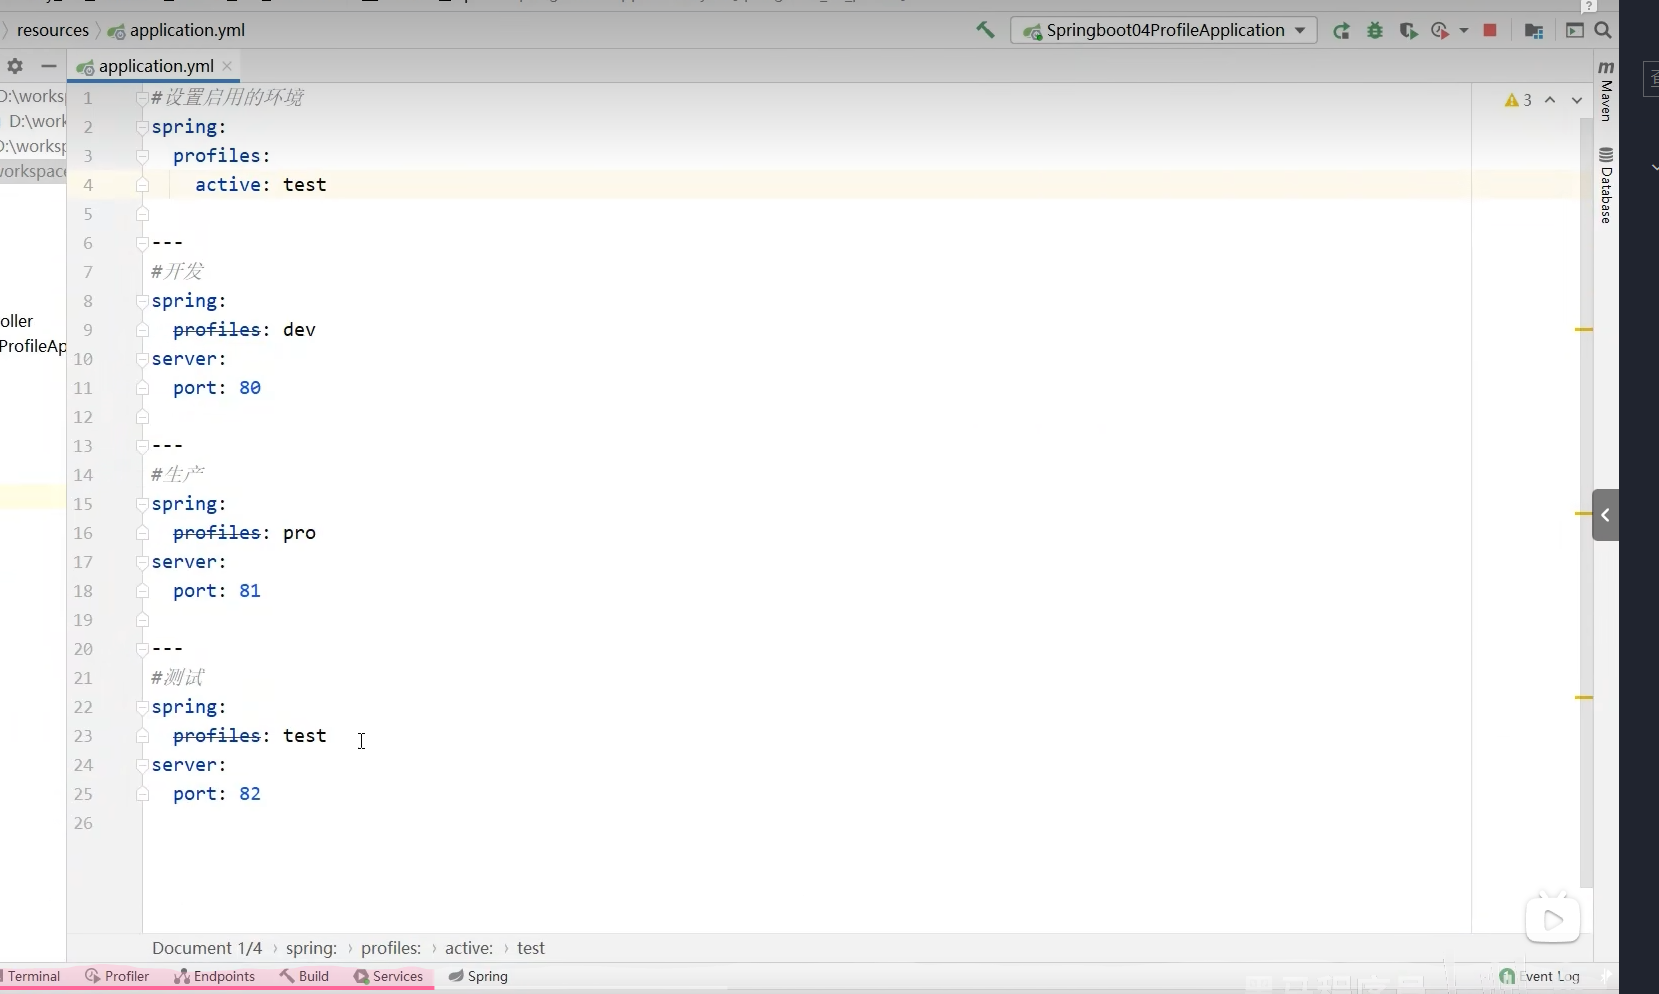 resources application.yml Springboot04ProfileApplication
application.yml
3
1 #设置启用的环境
2 spring:
3 profiles:
4 active: test
5
6 ---
7 #开发
8 spring:
9 profiles: dev
10 server:
11 port: 80
12
13 ---
14 #生产
15 spring:
16 profiles: pro
17 server:
18 port: 81
19
20 ---
21 #测试
22 spring:
23 profiles: test
24 server:
25 port: 82
26
D:\works
D:\work
D:\worksp
workspace
oller
ProfileAp
m Maven
Database
Document 1/4 › spring: › profiles: › active: › test
Terminal Profiler Endpoints Build Services Spring Event Log